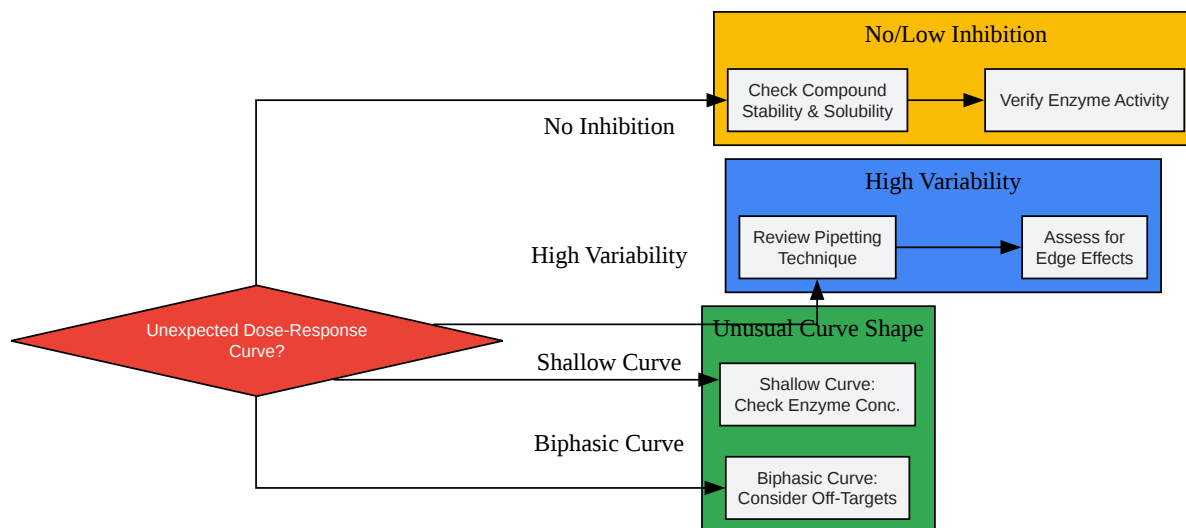 No/Low Inhibition
Check Compound
Stability & Solubility
Verify Enzyme Activity
No Inhibition
High Variability
Review Pipetting
Technique
Assess for
Edge Effects
High Variability
Unexpected Dose-Response
Curve?
Unusual Curve Shape
Shallow Curve
Shallow Curve:
Check Enzyme Conc.
Biphasic Curve
Biphasic Curve:
Consider Off-Targets